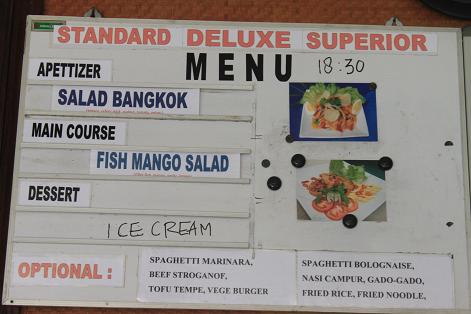 STANDARD DELUXE SUPERIOR
MENU 18:30
APETTIZER
SALAD BANGKOK
MAIN COURSE
FISH MANGO SALAD
DESSERT
ICE CREAM
OPTIONAL :
SPAGHETTI MARINARA,
BEEF STROGANOF,
TOFU TEMPE, VEGE BURGER
SPAGHETTI BOLOGNAISE,
NASI CAMPUR, GADO-GADO,
FRIED RICE, FRIED NOODLE,